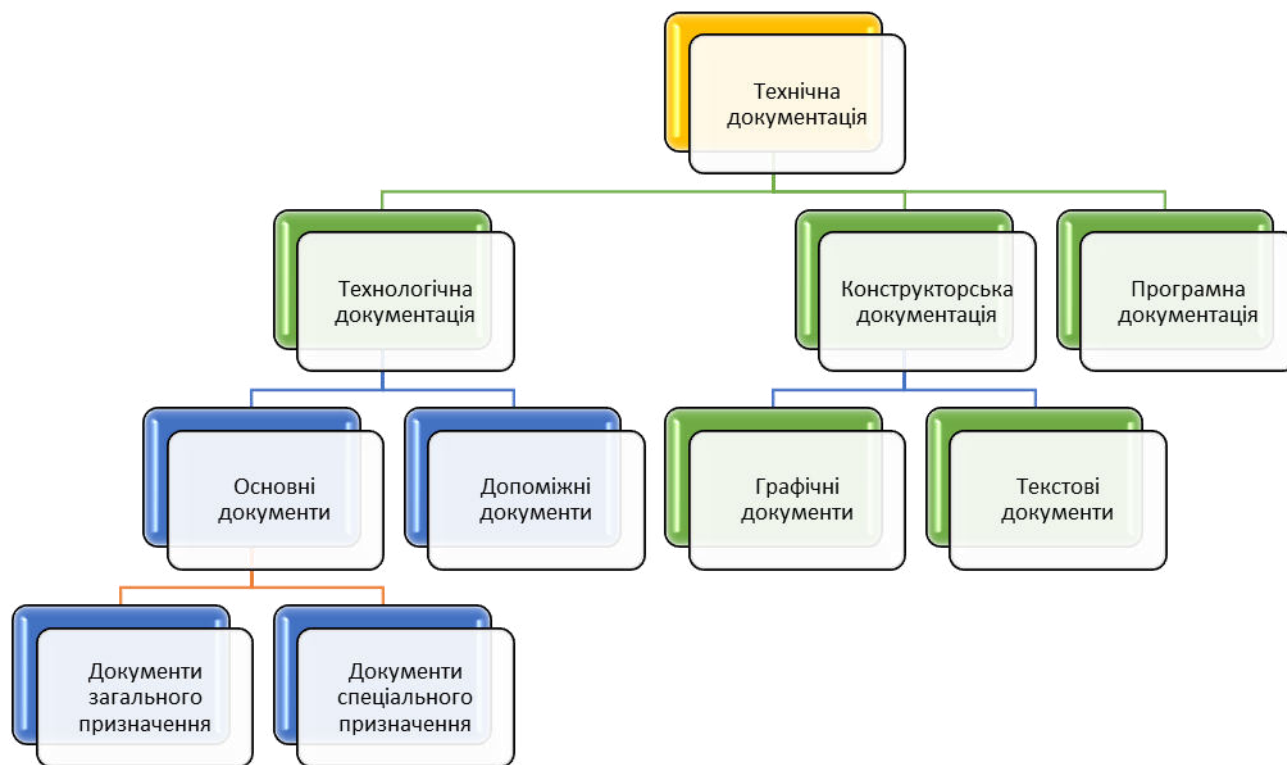 Технічна
документація
Технологічна
документація
Конструкторська
документація
Програмна
документація
Основні
документи
Допоміжні
документи
Графічні
документи
Текстові
документи
Документи
загального
призначення
Документи
спеціального
призначення